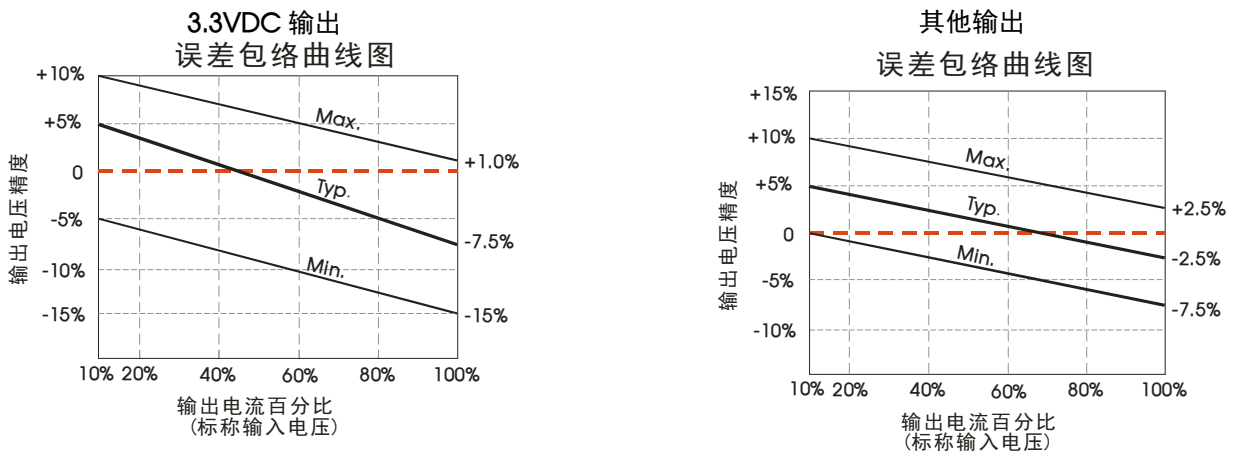 3.3VDC 输出
误差包络曲线图
+10%
+5%
0
-5%
-10%
-15%
输出电压精度
Max.
Typ.
Min.
+1.0%
-7.5%
-15%
10% 20% 40% 60% 80% 100%
输出电流百分比
(标称输入电压)
其他输出
误差包络曲线图
+15%
+10%
+5%
0
-5%
-10%
输出电压精度
Max.
Typ.
Min.
+2.5%
-2.5%
-7.5%
10% 20% 40% 60% 80% 100%
输出电流百分比
(标称输入电压)